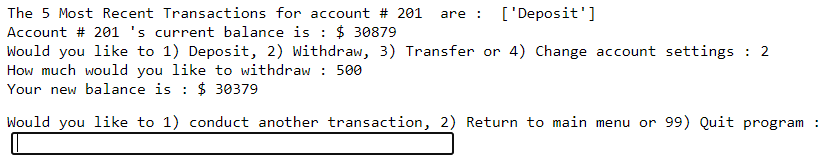 The 5 Most Recent Transactions for account # 201  are :  ['Deposit']
Account # 201 's current balance is : $ 30879
Would you like to 1) Deposit, 2) Withdraw, 3) Transfer or 4) Change account settings : 2
How much would you like to withdraw : 500
Your new balance is : $ 30379
Would you like to 1) conduct another transaction, 2) Return to main menu or 99) Quit program :